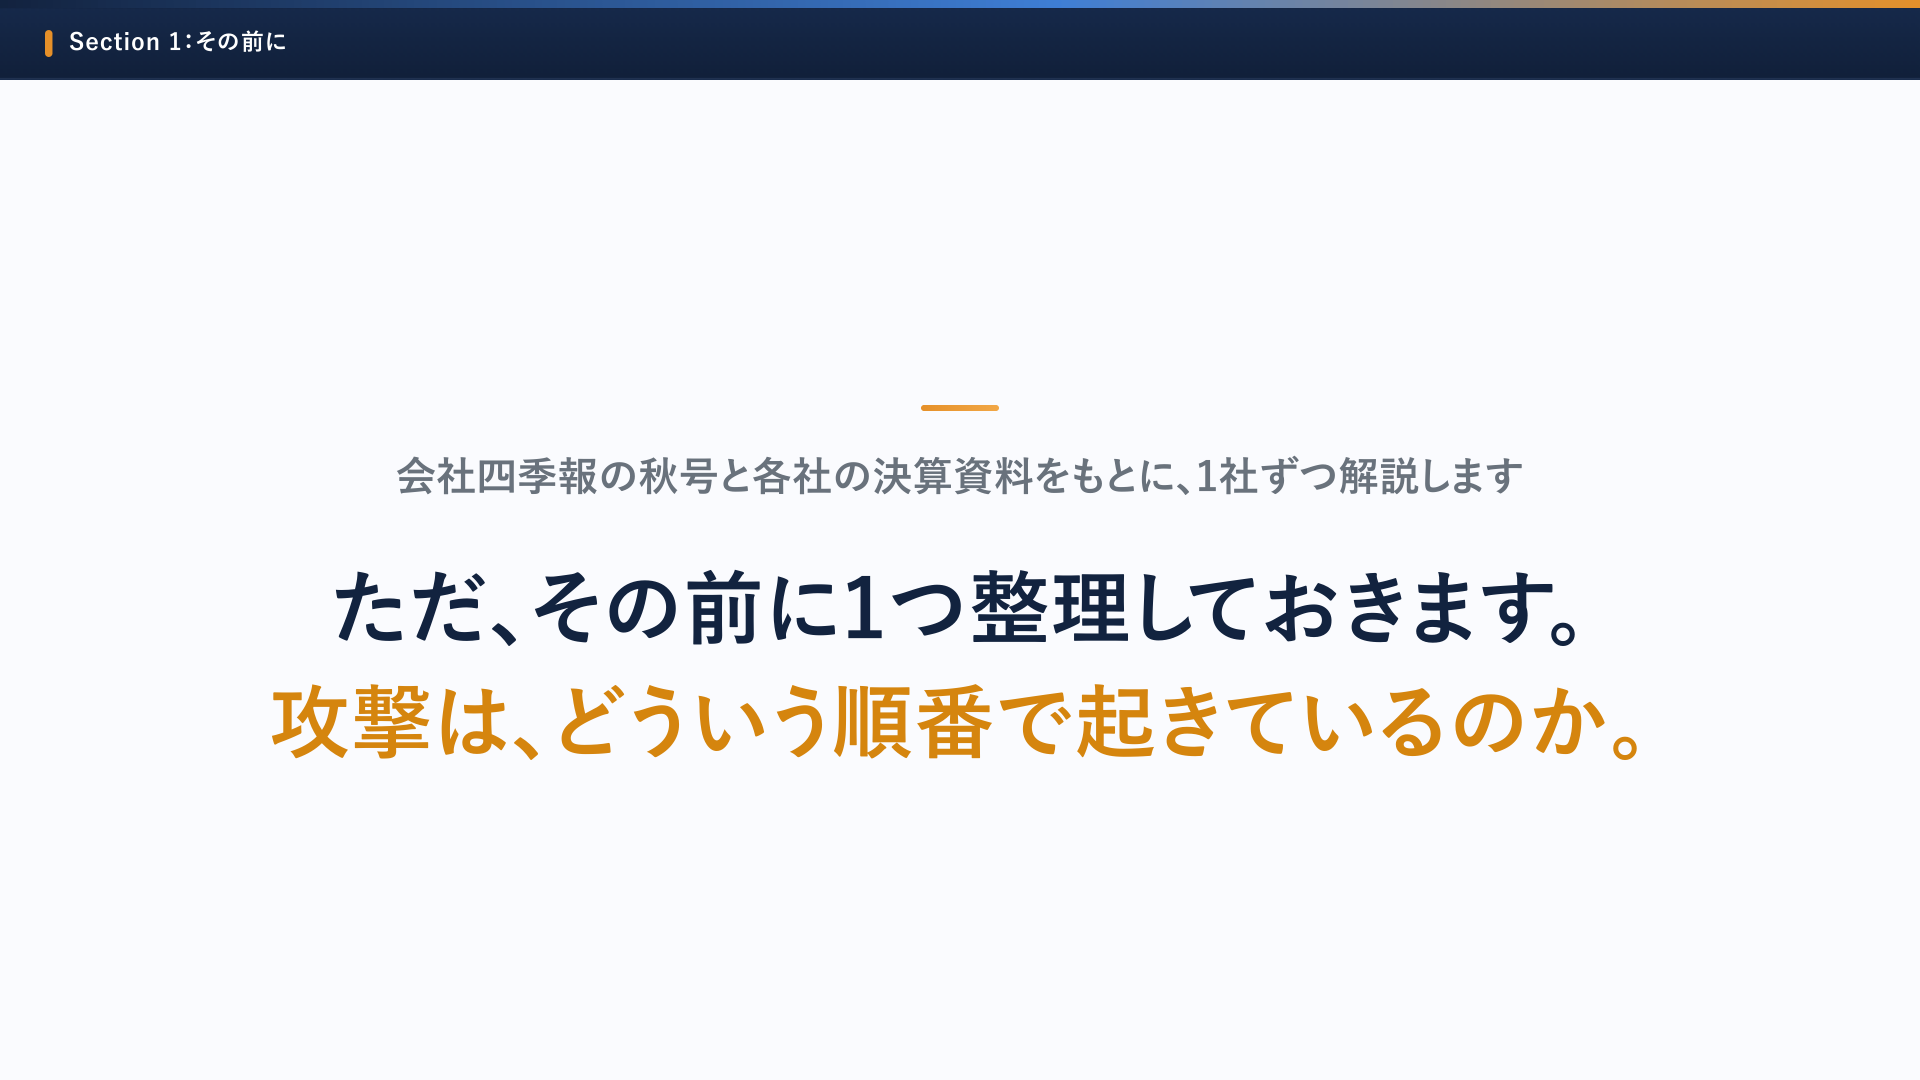 Section 1：その前に
会社四季報の秋号と各社の決算資料をもとに、1社ずつ解説します
ただ、その前に1つ整理しておきます。
攻撃は、どういう順番で起きているのか。